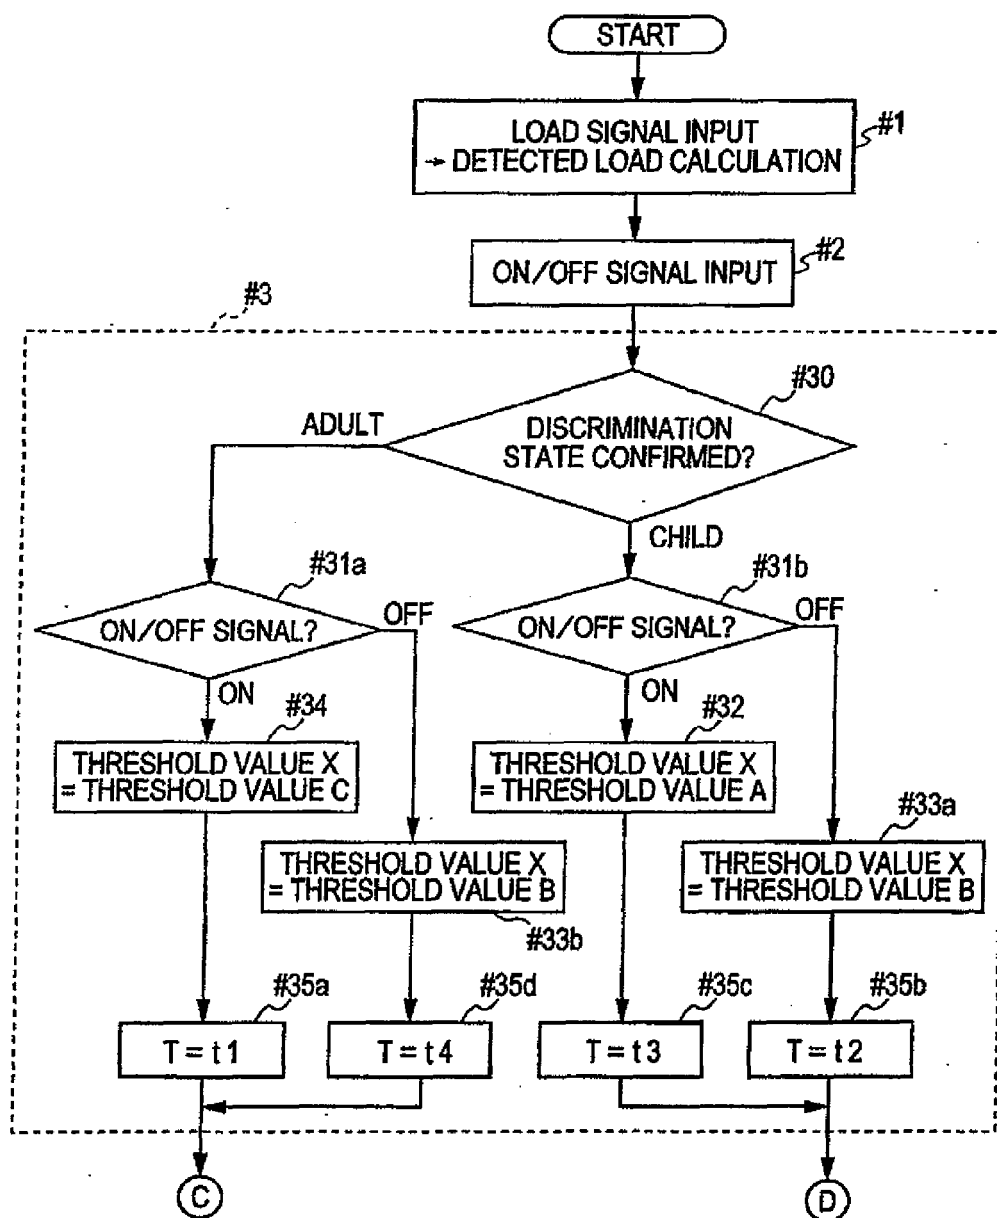 START
LOAD SIGNAL INPUT
→ DETECTED LOAD CALCULATION
#1
ON/OFF SIGNAL INPUT
#2
#3
DISCRIMINATION
STATE CONFIRMED?
#30
ADULT
CHILD
ON/OFF SIGNAL?
#31a
OFF
ON
ON/OFF SIGNAL?
#31b
OFF
ON
THRESHOLD VALUE X
= THRESHOLD VALUE C
#34
THRESHOLD VALUE X
= THRESHOLD VALUE A
#32
THRESHOLD VALUE X
= THRESHOLD VALUE B
#33b
THRESHOLD VALUE X
= THRESHOLD VALUE B
#33a
T = t1
#35a
T = t4
#35d
T = t3
#35c
T = t2
#35b
C
D